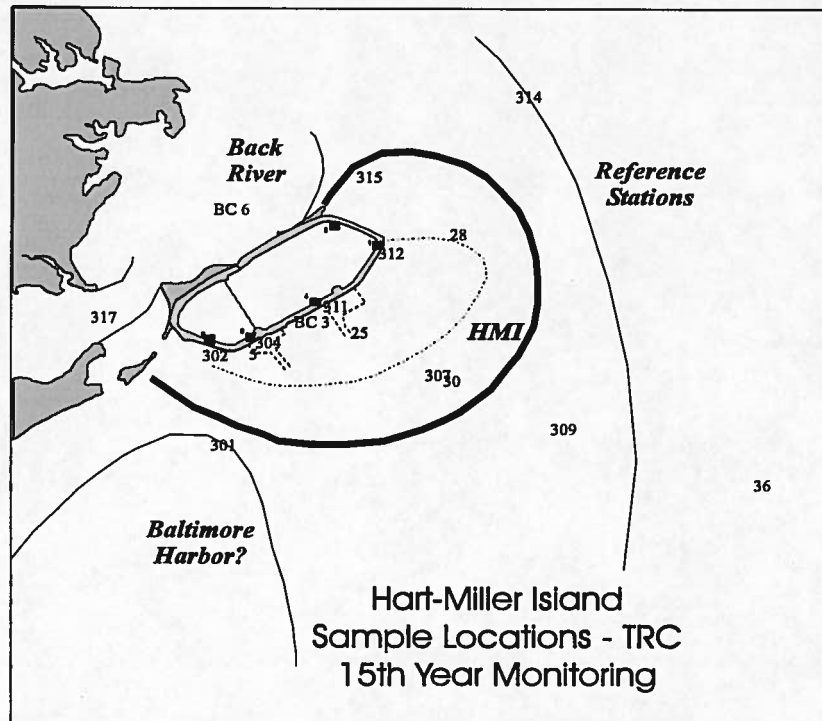 314
Back
River
315
Reference
Stations
BC 6
28
312
317
311
BC 3
25
HMI
302
304
5
307
30
301
309
36
Baltimore
Harbor?
Hart-Miller Island
Sample Locations - TRC
15th Year Monitoring